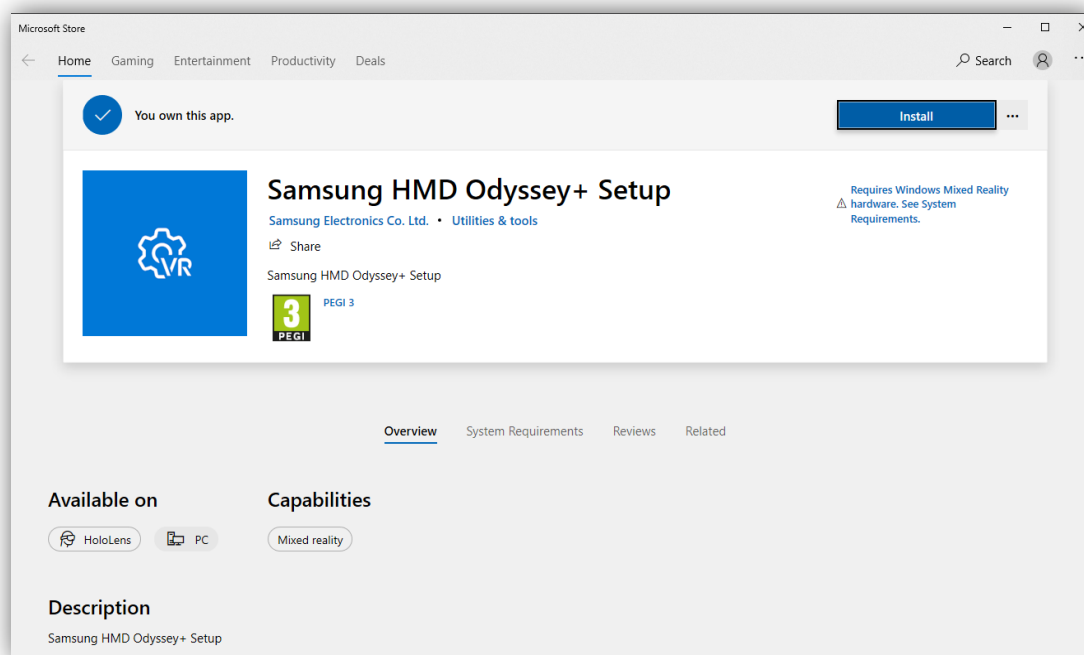 Microsoft Store
Home Gaming Entertainment Productivity Deals Search
You own this app. Install ...
VR
Samsung HMD Odyssey+ Setup
Samsung Electronics Co. Ltd. • Utilities & tools
Share
Samsung HMD Odyssey+ Setup
3
PEGI
PEGI 3
Requires Windows Mixed Reality
hardware. See System
Requirements.
Overview System Requirements Reviews Related
Available on Capabilities
HoloLens PC Mixed reality
Description
Samsung HMD Odyssey+ Setup